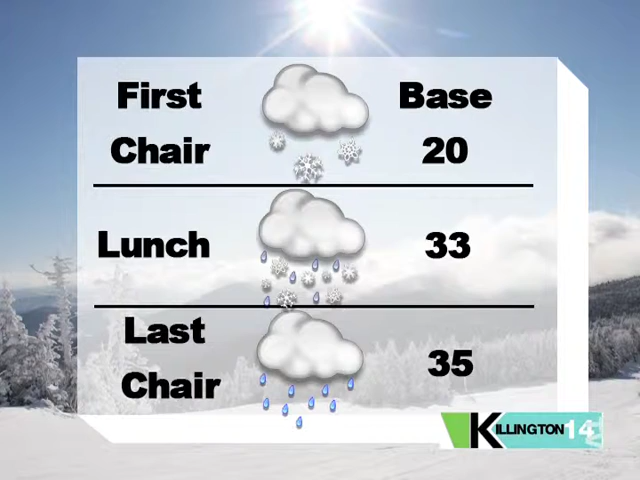 First Base
Chair 20
Lunch 33
Last
Chair 35
KILLINGTON 14